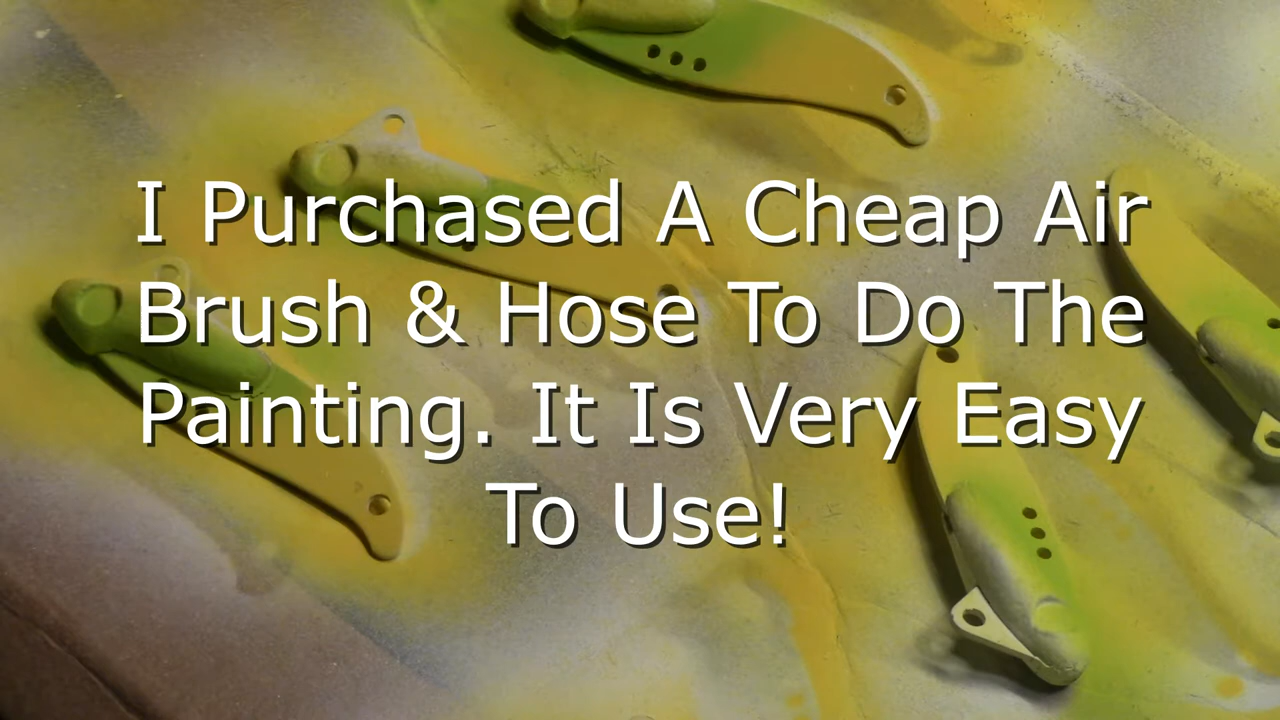 I Purchased A Cheap Air
Brush & Hose To Do The
Painting. It Is Very Easy
To Use!